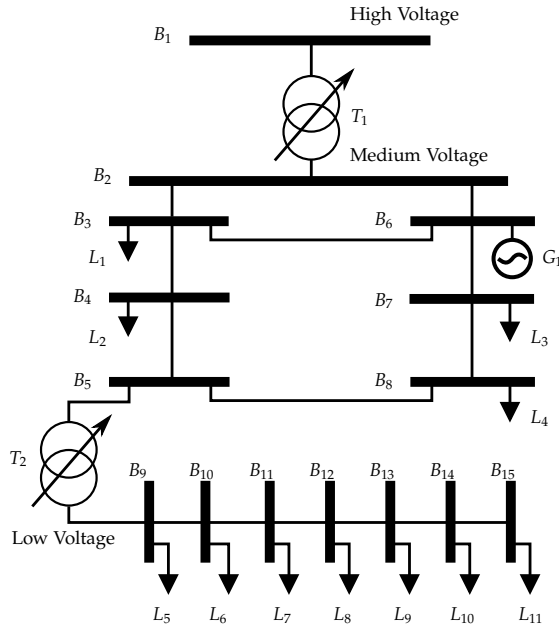 High Voltage
B₁
T₁
Medium Voltage
B₂
B₃
B₆
L₁
G₁
B₄
B₇
L₂
L₃
B₅
B₈
L₄
T₂
B₉ B₁₀ B₁₁ B₁₂ B₁₃ B₁₄ B₁₅
Low Voltage
L₅ L₆ L₇ L₈ L₉ L₁₀ L₁₁